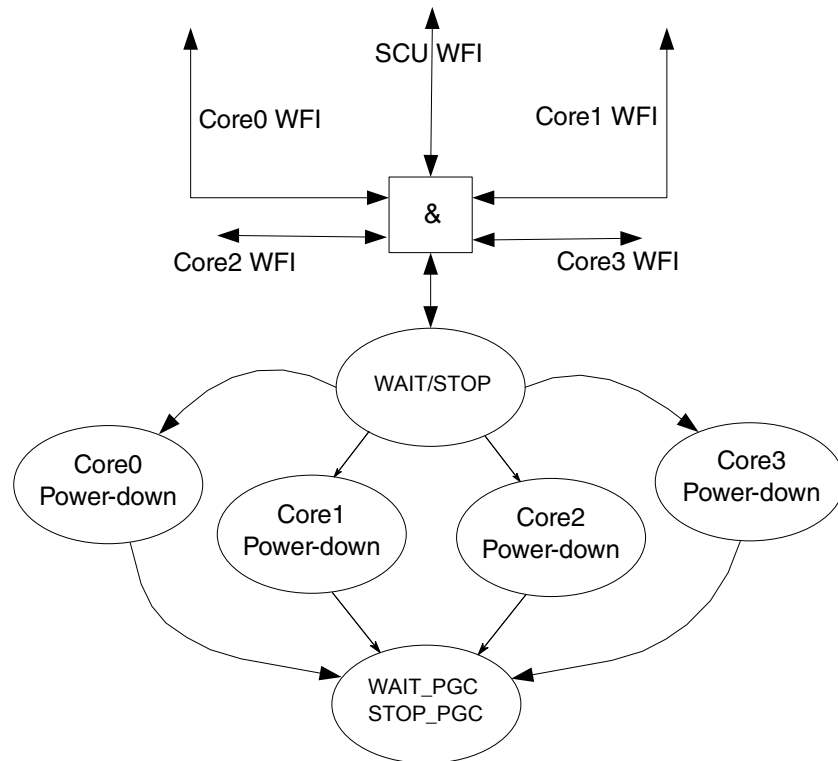 SCU WFI
Core0 WFI
Core1 WFI
&
Core2 WFI
Core3 WFI
WAIT/STOP
Core0
Power-down
Core3
Power-down
Core1
Power-down
Core2
Power-down
WAIT_PGC
STOP_PGC